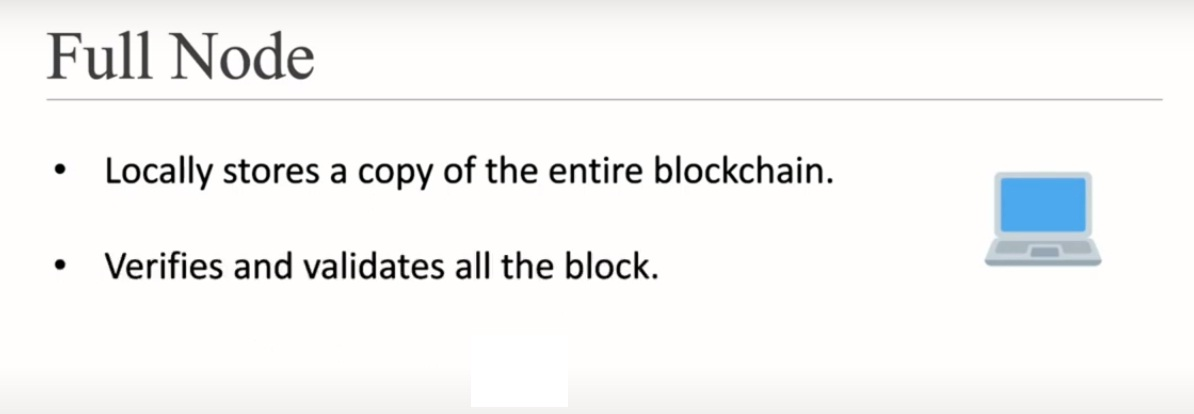 Full Node
• Locally stores a copy of the entire blockchain.
• Verifies and validates all the block.